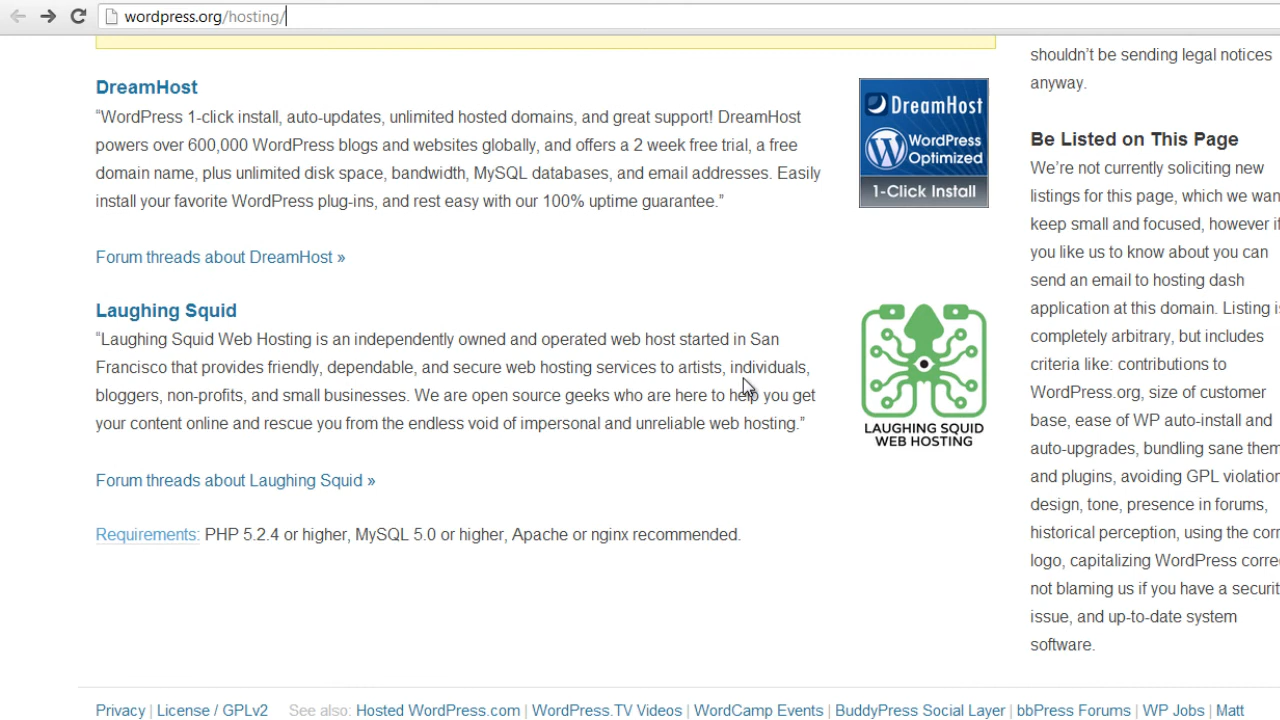 wordpress.org/hosting/
DreamHost
“WordPress 1-click install, auto-updates, unlimited hosted domains, and great support! DreamHost
powers over 600,000 WordPress blogs and websites globally, and offers a 2 week free trial, a free
domain name, plus unlimited disk space, bandwidth, MySQL databases, and email addresses. Easily
install your favorite WordPress plug-ins, and rest easy with our 100% uptime guarantee.”
Forum threads about DreamHost »
DreamHost
WordPress
Optimized
1-Click Install
Laughing Squid
“Laughing Squid Web Hosting is an independently owned and operated web host started in San
Francisco that provides friendly, dependable, and secure web hosting services to artists, individuals,
bloggers, non-profits, and small businesses. We are open source geeks who are here to help you get
your content online and rescue you from the endless void of impersonal and unreliable web hosting.”
Forum threads about Laughing Squid »
LAUGHING SQUID
WEB HOSTING
Requirements: PHP 5.2.4 or higher, MySQL 5.0 or higher, Apache or nginx recommended.
shouldn’t be sending legal notices
anyway.
Be Listed on This Page
We’re not currently soliciting new
listings for this page, which we wan
keep small and focused, however if
you like us to know about you can
send an email to hosting dash
application at this domain. Listing is
completely arbitrary, but includes
criteria like: contributions to
WordPress.org, size of customer
base, ease of WP auto-install and
auto-upgrades, bundling sane them
and plugins, avoiding GPL violation
design, tone, presence in forums,
historical perception, using the corr
logo, capitalizing WordPress corre
not blaming us if you have a securit
issue, and up-to-date system
software.
Privacy | License / GPLv2 See also: Hosted WordPress.com | WordPress.TV Videos | WordCamp Events | BuddyPress Social Layer | bbPress Forums | WP Jobs | Matt